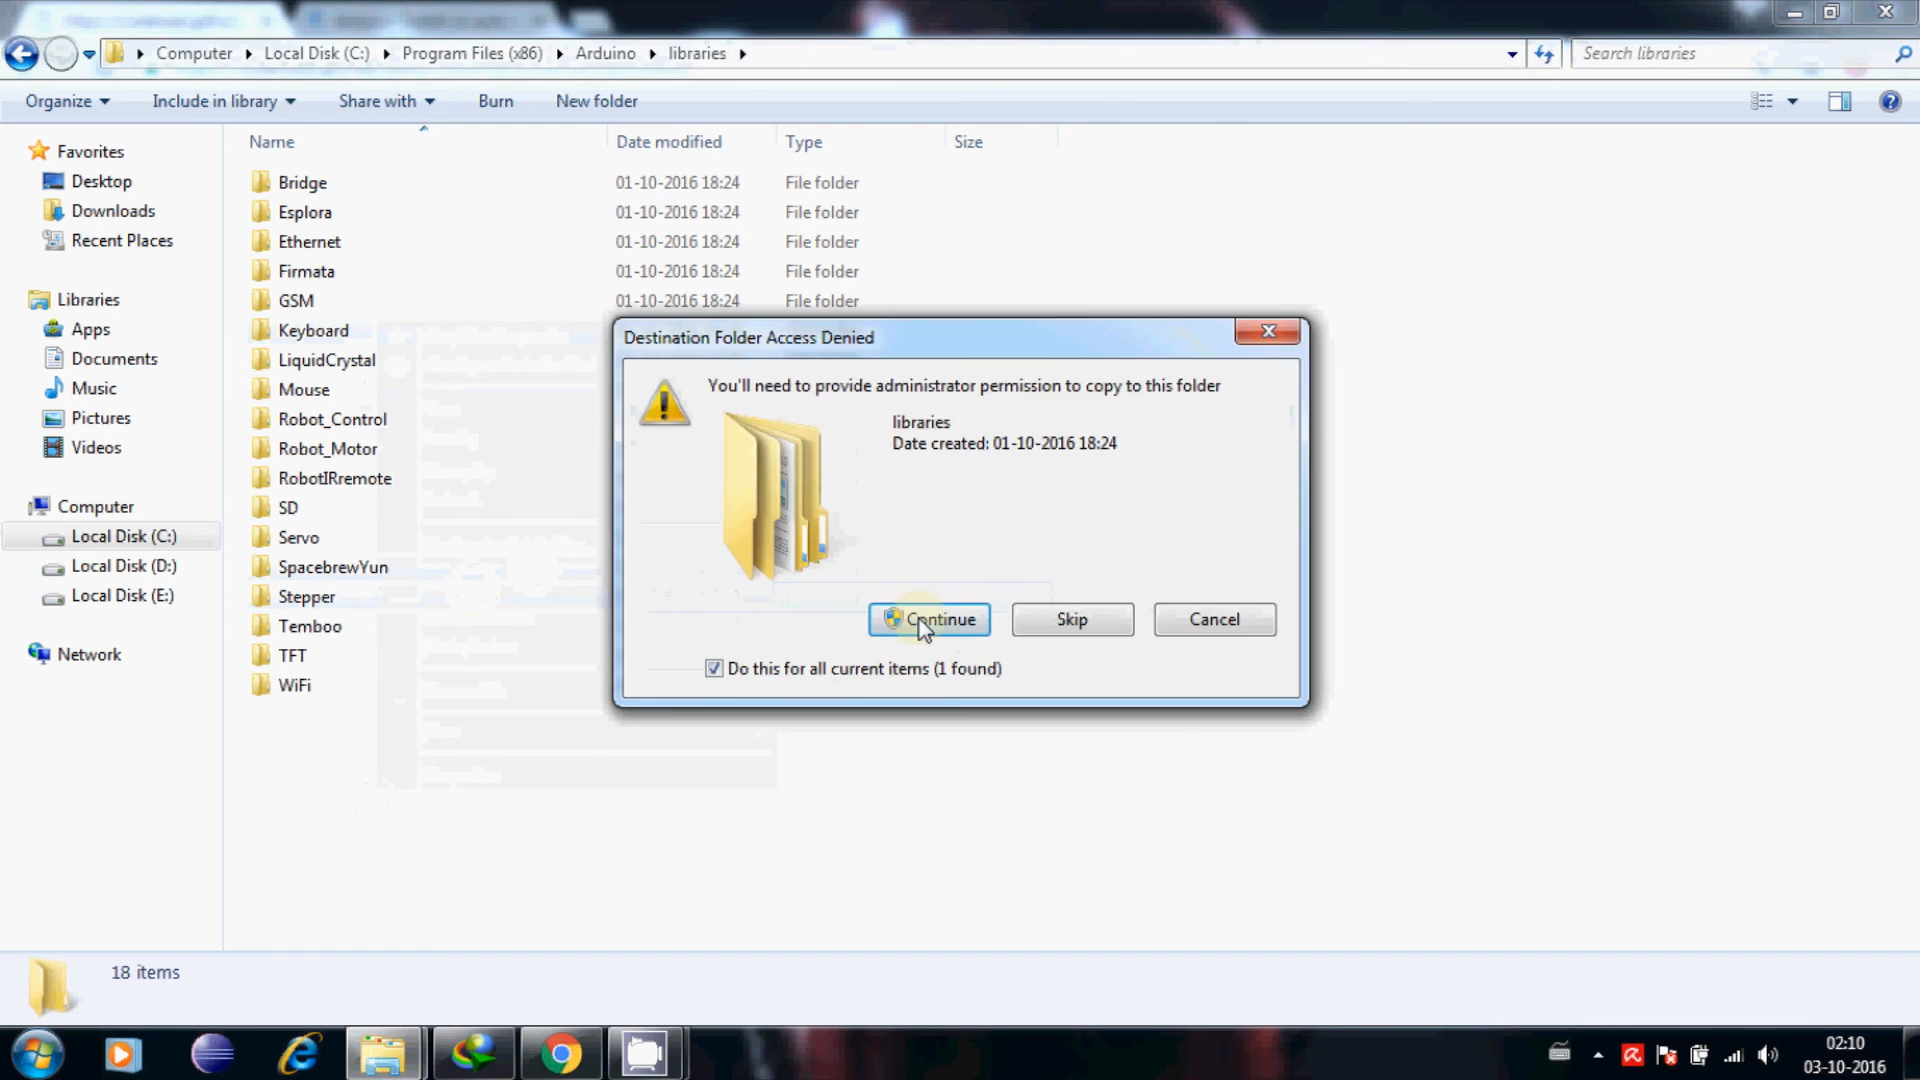 Computer Local Disk (C:) Program Files (x86) Arduino libraries
Search libraries
Organize Include in library Share with Burn New folder
Name Date modified Type Size
Favorites
Desktop
Downloads
Recent Places
Libraries
Apps
Documents
Music
Pictures
Videos
Computer
Local Disk (C:)
Local Disk (D:)
Local Disk (E:)
Network
Bridge 01-10-2016 18:24 File folder
Esplora 01-10-2016 18:24 File folder
Ethernet 01-10-2016 18:24 File folder
Firmata 01-10-2016 18:24 File folder
GSM 01-10-2016 18:24 File folder
Keyboard
LiquidCrystal
Mouse
Robot_Control
Robot_Motor
RobotIRremote
SD
Servo
SpacebrewYun
Stepper
Temboo
TFT
WiFi
Destination Folder Access Denied
You'll need to provide administrator permission to copy to this folder
libraries
Date created: 01-10-2016 18:24
Continue Skip Cancel
Do this for all current items (1 found)
18 items
02:10
03-10-2016